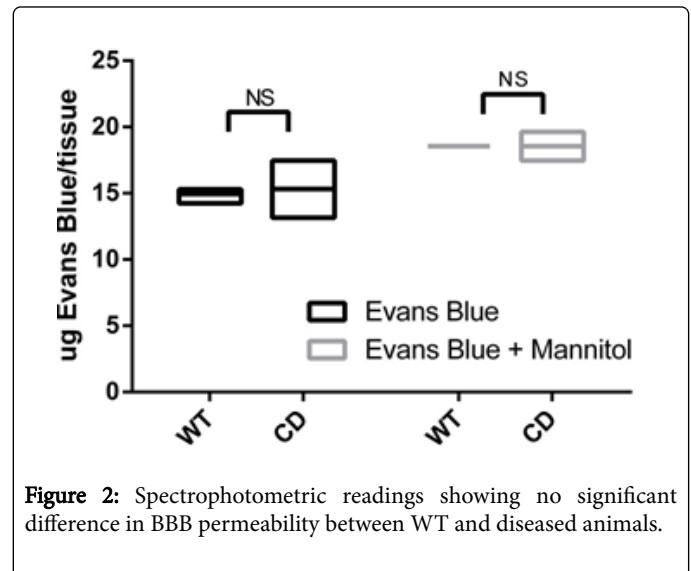 25
20
15
10
5
0
ug Evans Blue/tissue
NS
NS
Evans Blue
Evans Blue + Mannitol
WT
CD
WT
CD
Figure 2: Spectrophotometric readings showing no significant
difference in BBB permeability between WT and diseased animals.